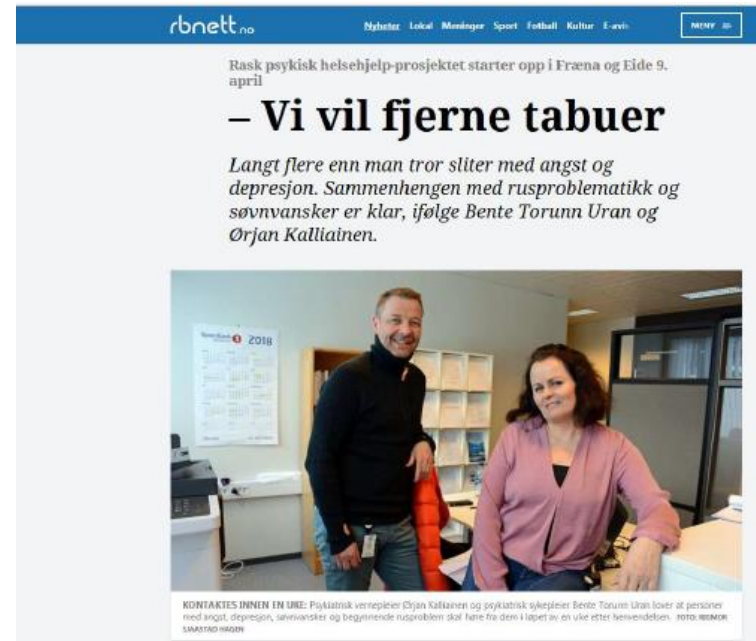 rbnett.no
Nyheter Lokal Meninger Sport Fotball Kultur E-avis
MENY
Rask psykisk helsehjelp-prosjektet starter opp i Fræna og Eide 9.
april
– Vi vil fjerne tabuer
Langt flere enn man tror sliter med angst og
depresjon. Sammenhengen med rusproblematikk og
søvnvansker er klar, ifølge Bente Torunn Uran og
Ørjan Kalliainen.
2018
KONTAKTES INNEN EN UKE: Psykiatrisk vernepleier Ørjan Kalliainen og psykiatrisk sykepleier Bente Torunn Uran lover at personer
med angst, depresjon, søvnvansker og begynnende rusproblem skal høre fra dem i løpet av en uke etter henvendelsen. FOTO: REIMOR
SJAASTAD HAGEN